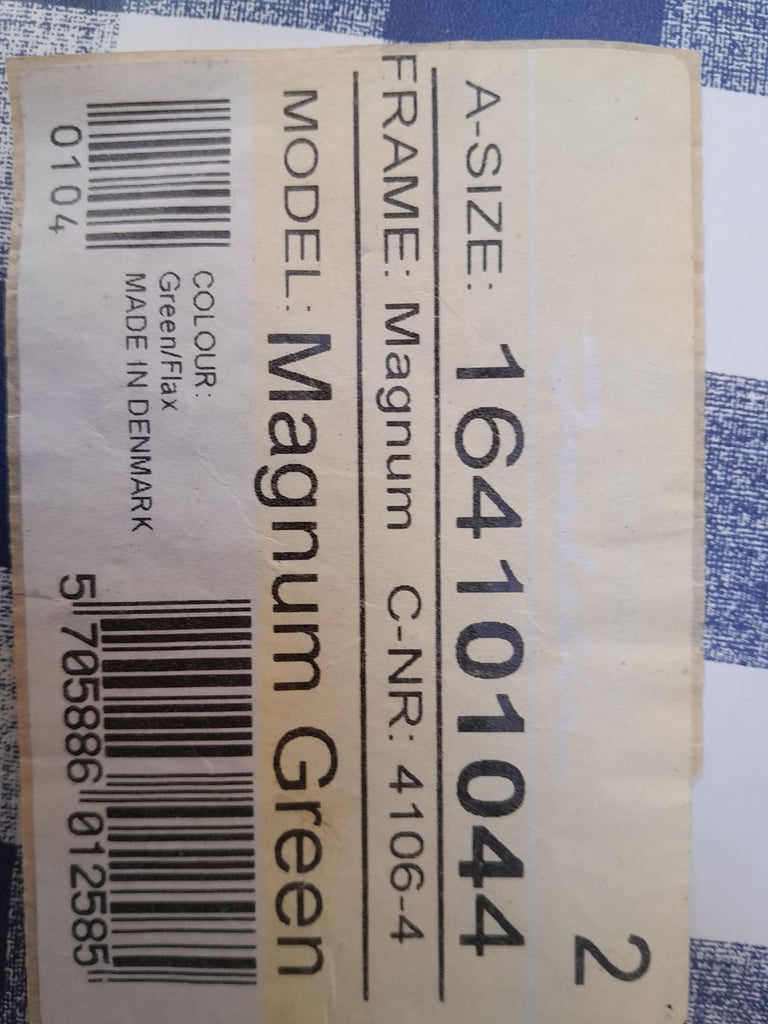 2
A-SIZE: 164101044
FRAME: Magnum C-NR: 4106-4
MODEL: Magnum Green
COLOUR:
Green/Flax
MADE IN DENMARK
0104
5 705886 012585